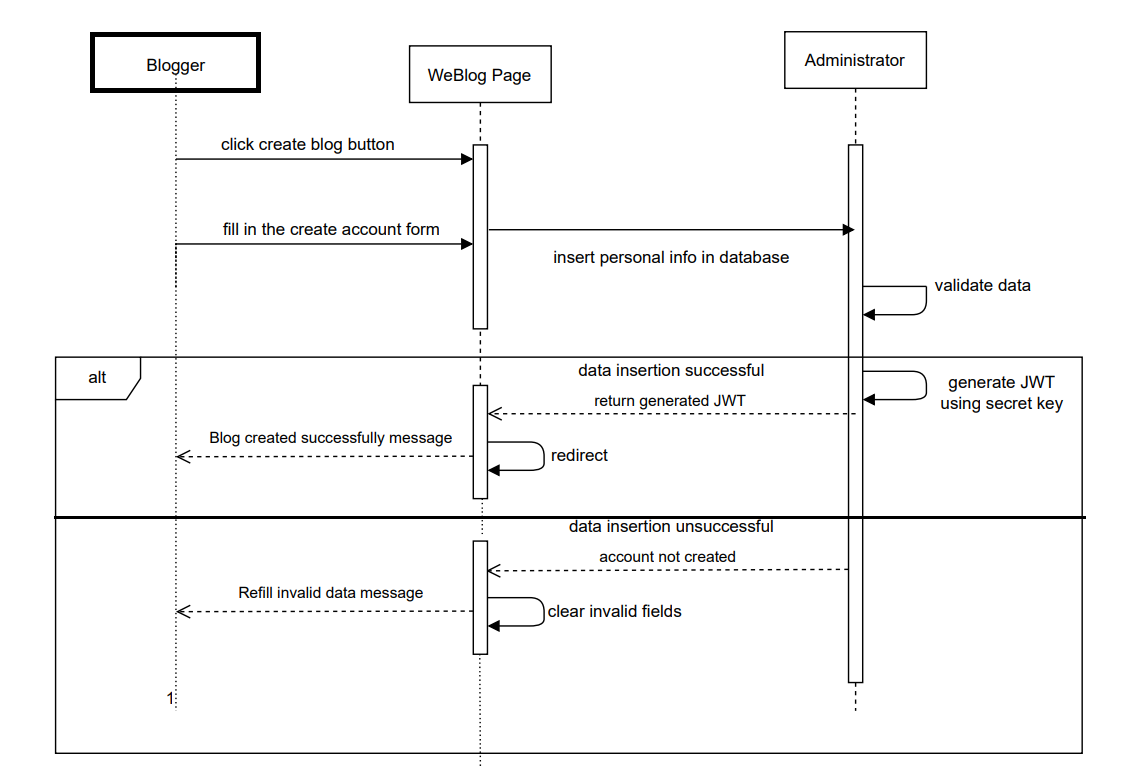 Blogger
WeBlog Page
Administrator
click create blog button
fill in the create account form
insert personal info in database
validate data
alt
data insertion successful
generate JWT
using secret key
return generated JWT
Blog created successfully message
redirect
data insertion unsuccessful
account not created
Refill invalid data message
clear invalid fields
1